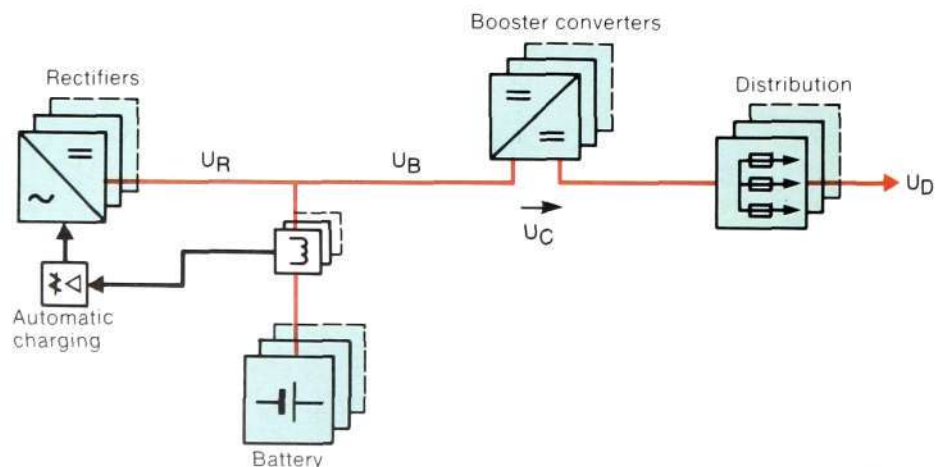 Booster converters
Rectifiers
Distribution
U_R
U_B
U_D
U_C
Automatic
charging
Battery